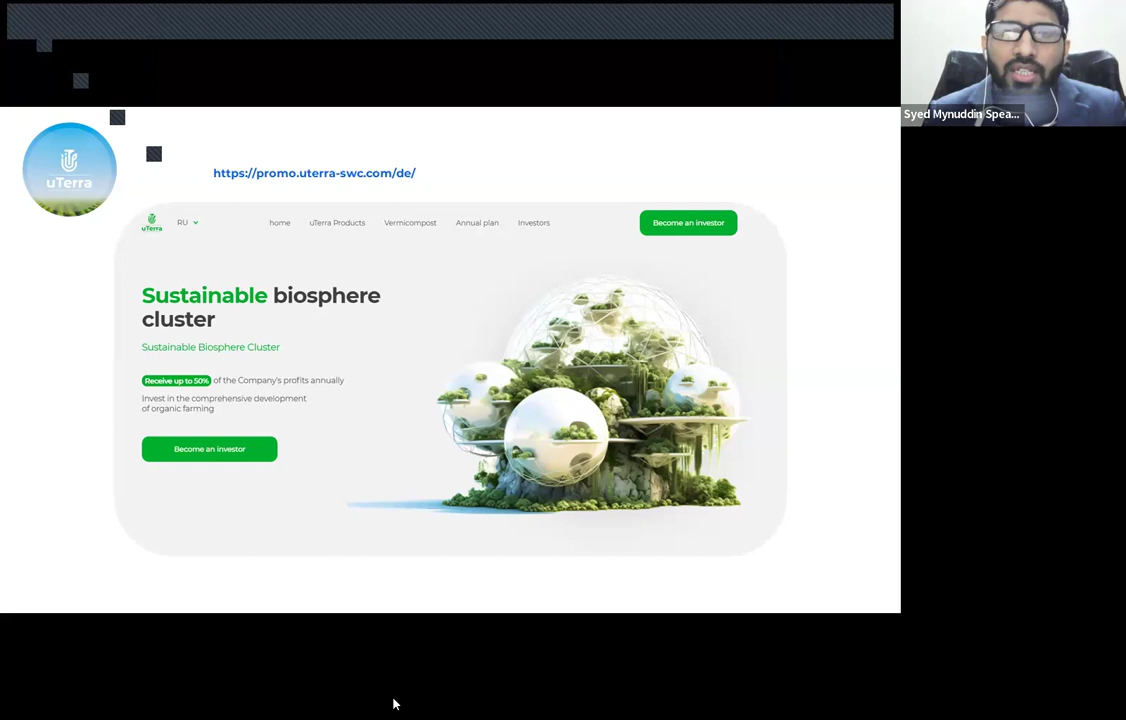 Syed Mynuddin Spea...
uTerra
https://promo.uterra-swc.com/de/
uTerra
RU
home
uTerra Products
Vermicompost
Annual plan
Investors
Become an investor
Sustainable biosphere
cluster
Sustainable Biosphere Cluster
Receive up to 50% of the Company's profits annually
Invest in the comprehensive development
of organic farming
Become an investor